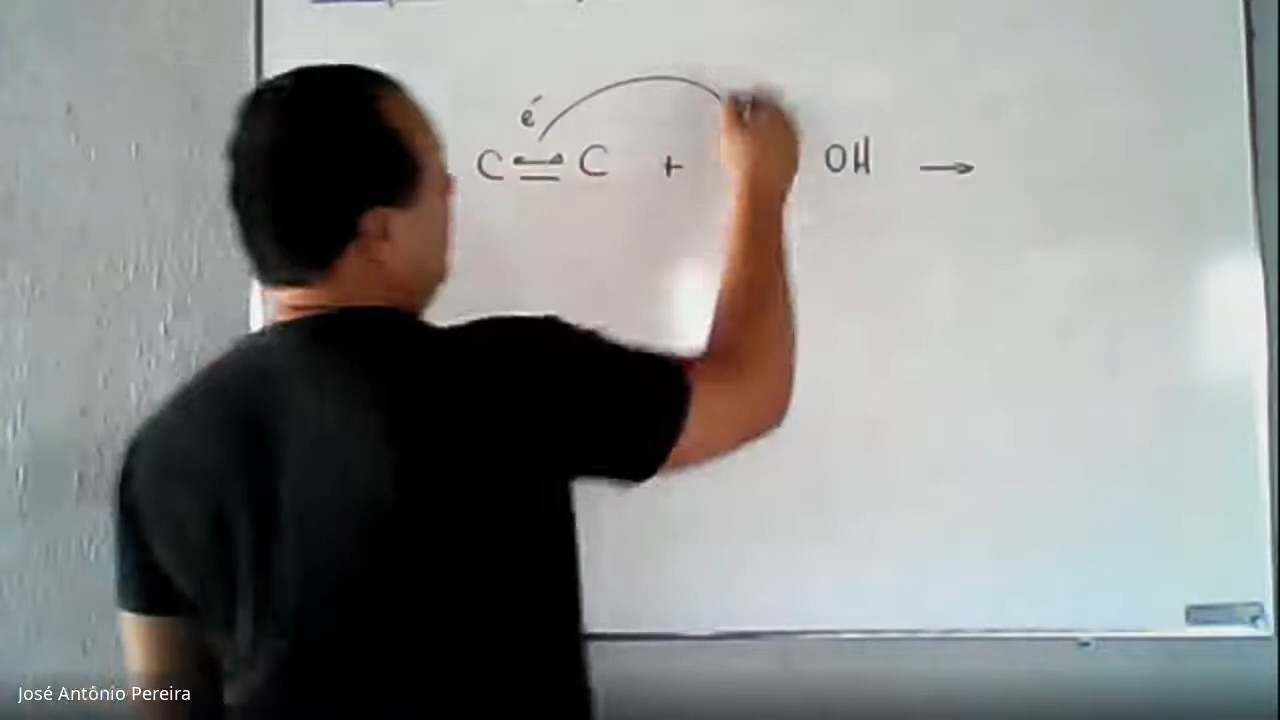 é
C = C + OH →
José Antônio Pereira